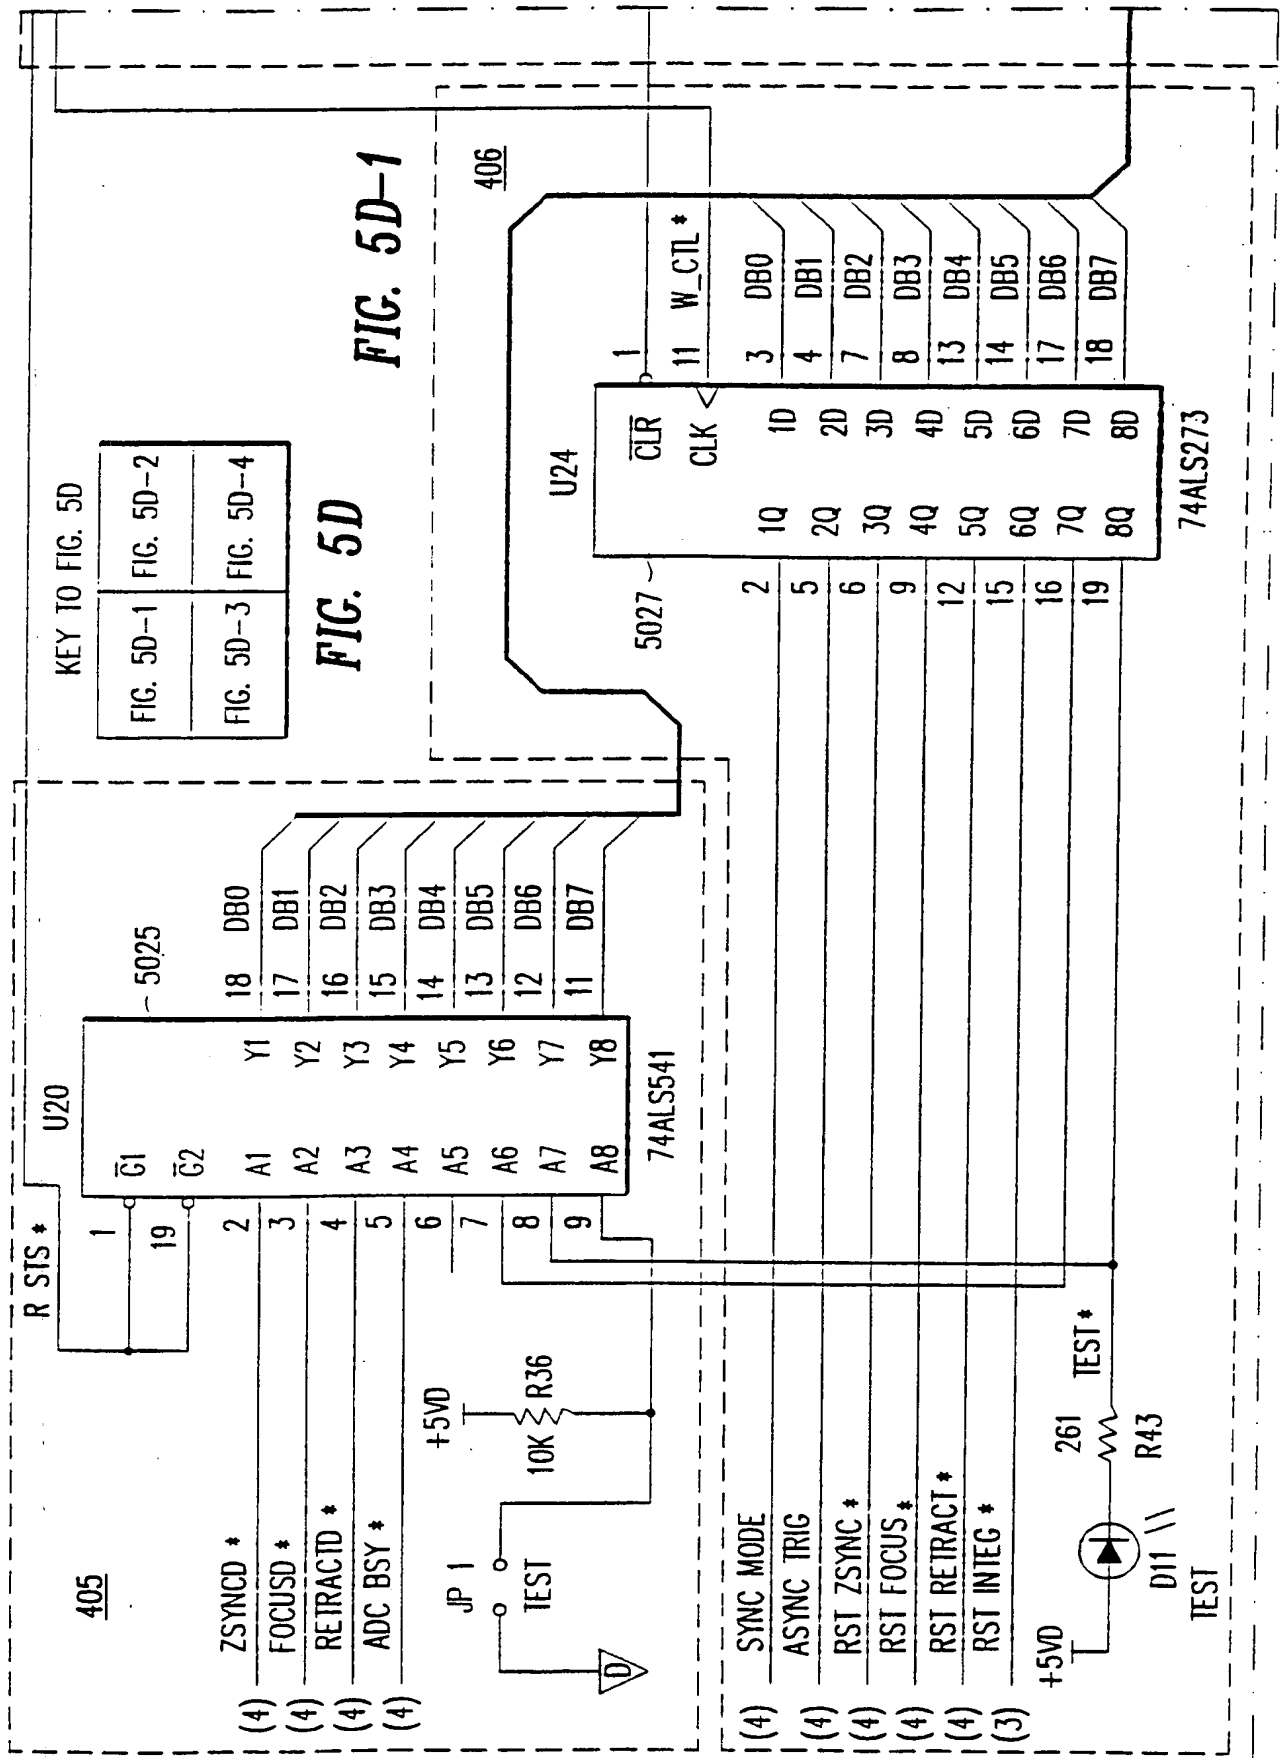 KEY TO FIG. 5D
FIG. 5D-1 FIG. 5D-2
FIG. 5D-3 FIG. 5D-4
FIG. 5D
FIG. 5D-1
405
R STS *
U20
5025
1 G̅1
19 G̅2
ZSYNCD * (4) 2 A1 Y1 18 DB0
FOCUSD * (4) 3 A2 Y2 17 DB1
RETRACTD * (4) 4 A3 Y3 16 DB2
ADC BSY * (4) 5 A4 Y4 15 DB3
6 A5 Y5 14 DB4
7 A6 Y6 13 DB5
8 A7 Y7 12 DB6
9 A8 Y8 11 DB7
74ALS541
+5VD
10K R36
JP 1
TEST
D
406
U24
5027
C̅L̅R̅ 1
CLK 11 W_CTL *
SYNC MODE (4) 2 1Q 1D 3 DB0
ASYNC TRIG (4) 5 2Q 2D 4 DB1
RST ZSYNC * (4) 6 3Q 3D 7 DB2
RST FOCUS * (4) 9 4Q 4D 8 DB3
RST RETRACT * (4) 12 5Q 5D 13 DB4
RST INTEG * (3) 15 6Q 6D 14 DB5
16 7Q 7D 17 DB6
19 8Q 8D 18 DB7
74ALS273
+5VD
261
R43
TEST *
D11
TEST